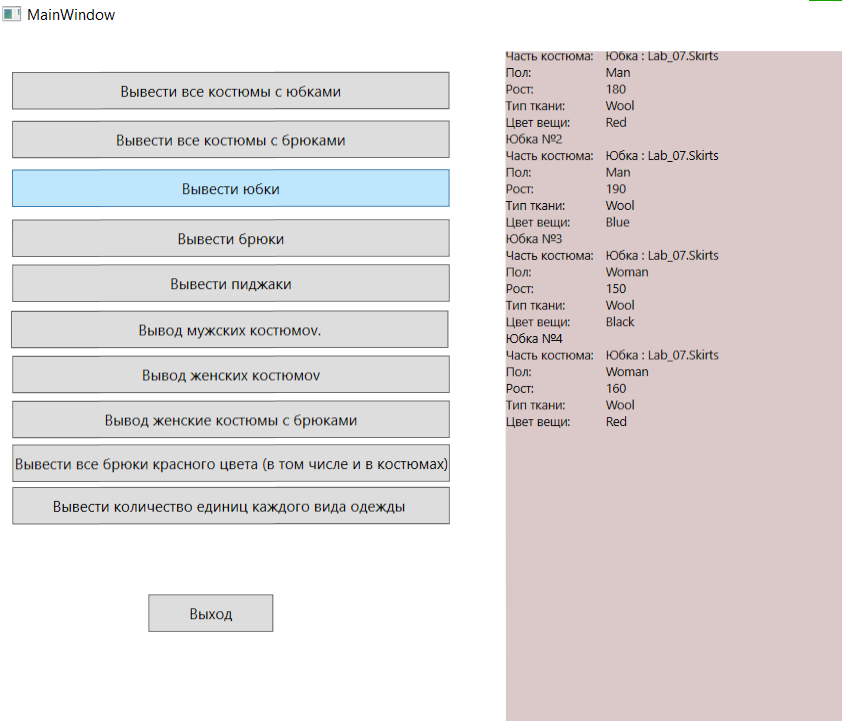 MainWindow
Вывести все костюмы с юбками
Вывести все костюмы с брюками
Вывести юбки
Вывести брюки
Вывести пиджаки
Вывод мужских костюмov.
Вывод женских костюмov
Вывод женские костюмы с брюками
Вывести все брюки красного цвета (в том числе и в костюмах)
Вывести количество единиц каждого вида одежды
Выход
Часть костюма: Юбка : Lab_07.Skirts
Пол: Man
Рост: 180
Тип ткани: Wool
Цвет вещи: Red
Юбка №2
Часть костюма: Юбка : Lab_07.Skirts
Пол: Man
Рост: 190
Тип ткани: Wool
Цвет вещи: Blue
Юбка №3
Часть костюма: Юбка : Lab_07.Skirts
Пол: Woman
Рост: 150
Тип ткани: Wool
Цвет вещи: Black
Юбка №4
Часть костюма: Юбка : Lab_07.Skirts
Пол: Woman
Рост: 160
Тип ткани: Wool
Цвет вещи: Red